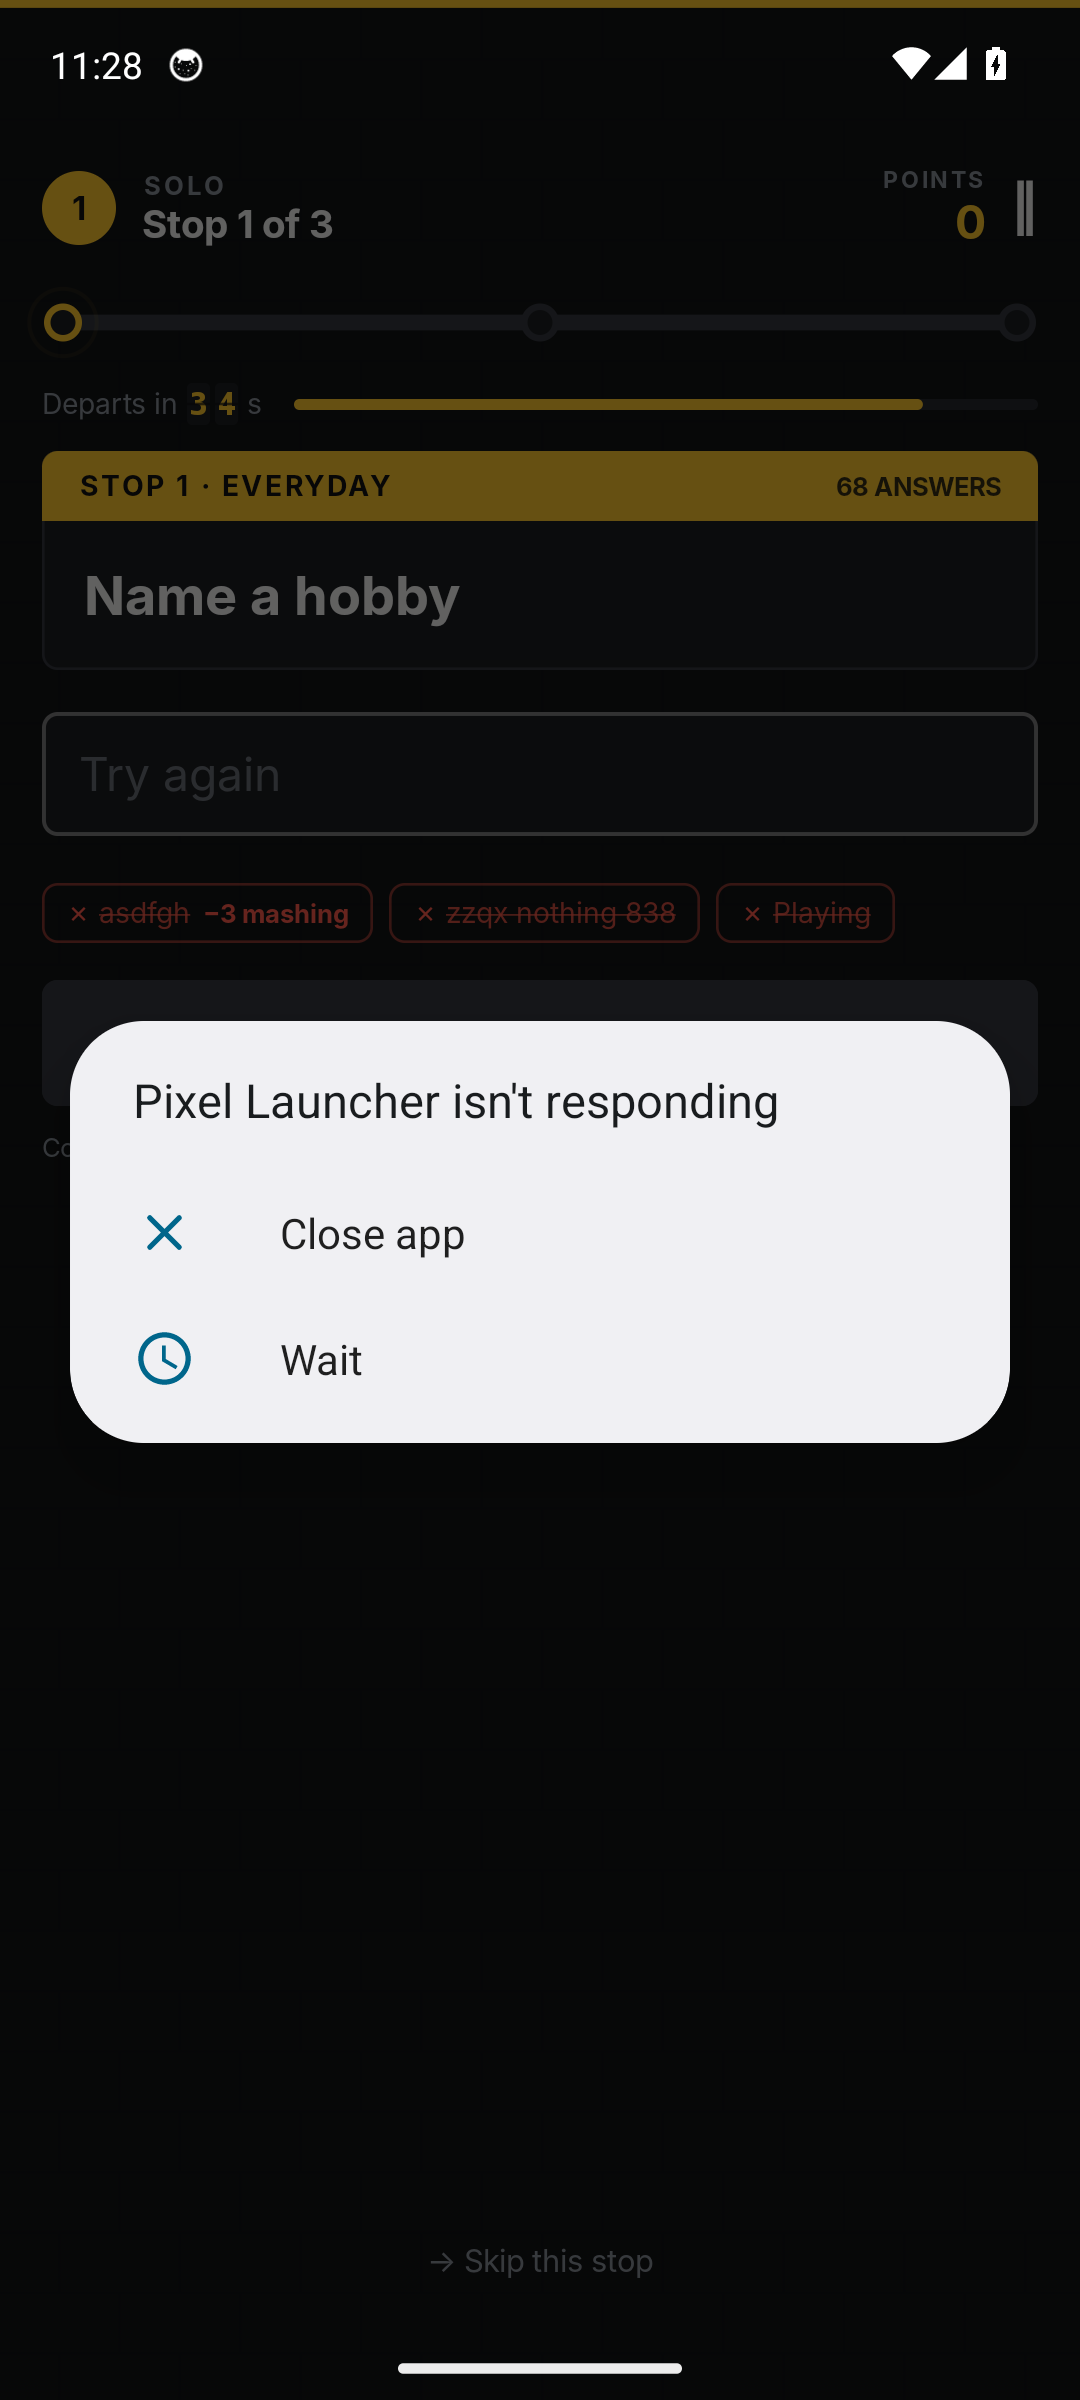 11:28
1
SOLO
Stop 1 of 3
POINTS
0
Departs in 34 s
STOP 1 · EVERYDAY
68 ANSWERS
Name a hobby
Try again
× asdfgh −3 mashing
× zzqx nothing 838
× Playing
Pixel Launcher isn't responding
Close app
Wait
→ Skip this stop